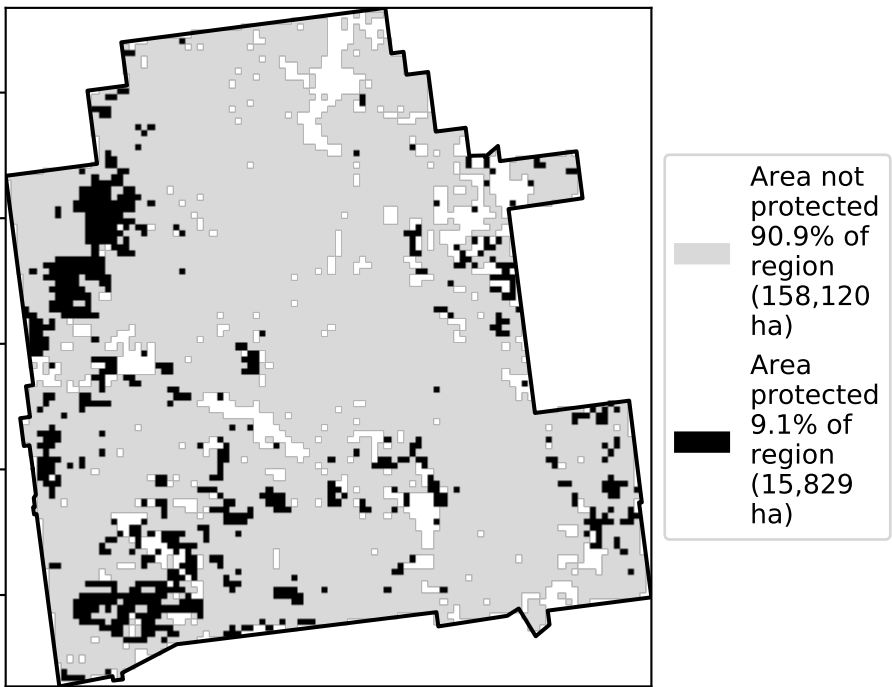 Area not
protected
90.9% of
region
(158,120
ha)
Area
protected
9.1% of
region
(15,829
ha)